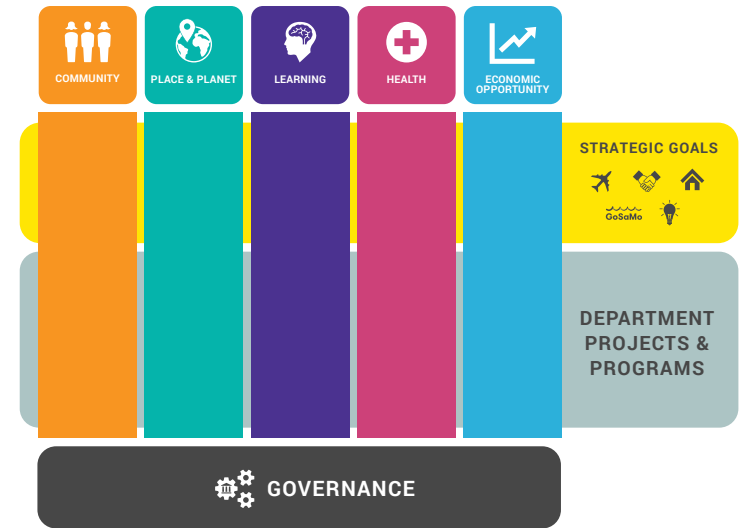 COMMUNITY
PLACE & PLANET
LEARNING
HEALTH
ECONOMIC
OPPORTUNITY
STRATEGIC GOALS
GoSaMo
DEPARTMENT
PROJECTS &
PROGRAMS
GOVERNANCE